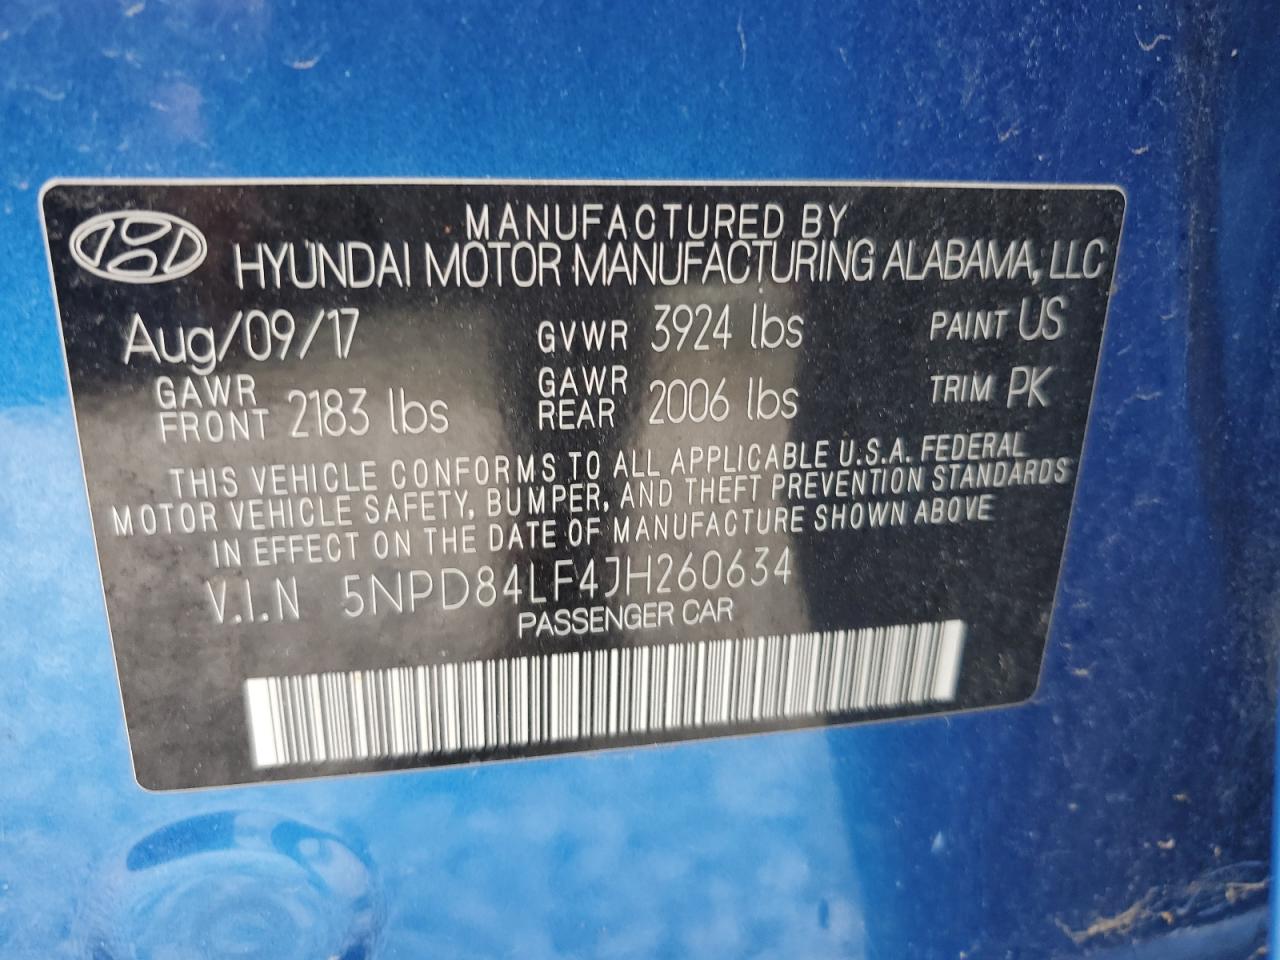 MANUFACTURED BY
HYUNDAI MOTOR MANUFACTURING ALABAMA, LLC
Aug/09/17 GVWR 3924 lbs PAINT US
GAWR FRONT 2183 lbs GAWR REAR 2006 lbs TRIM PK
THIS VEHICLE CONFORMS TO ALL APPLICABLE U.S.A. FEDERAL
MOTOR VEHICLE SAFETY, BUMPER, AND THEFT PREVENTION STANDARDS
IN EFFECT ON THE DATE OF MANUFACTURE SHOWN ABOVE
V.I.N 5NPD84LF4JH260634
PASSENGER CAR